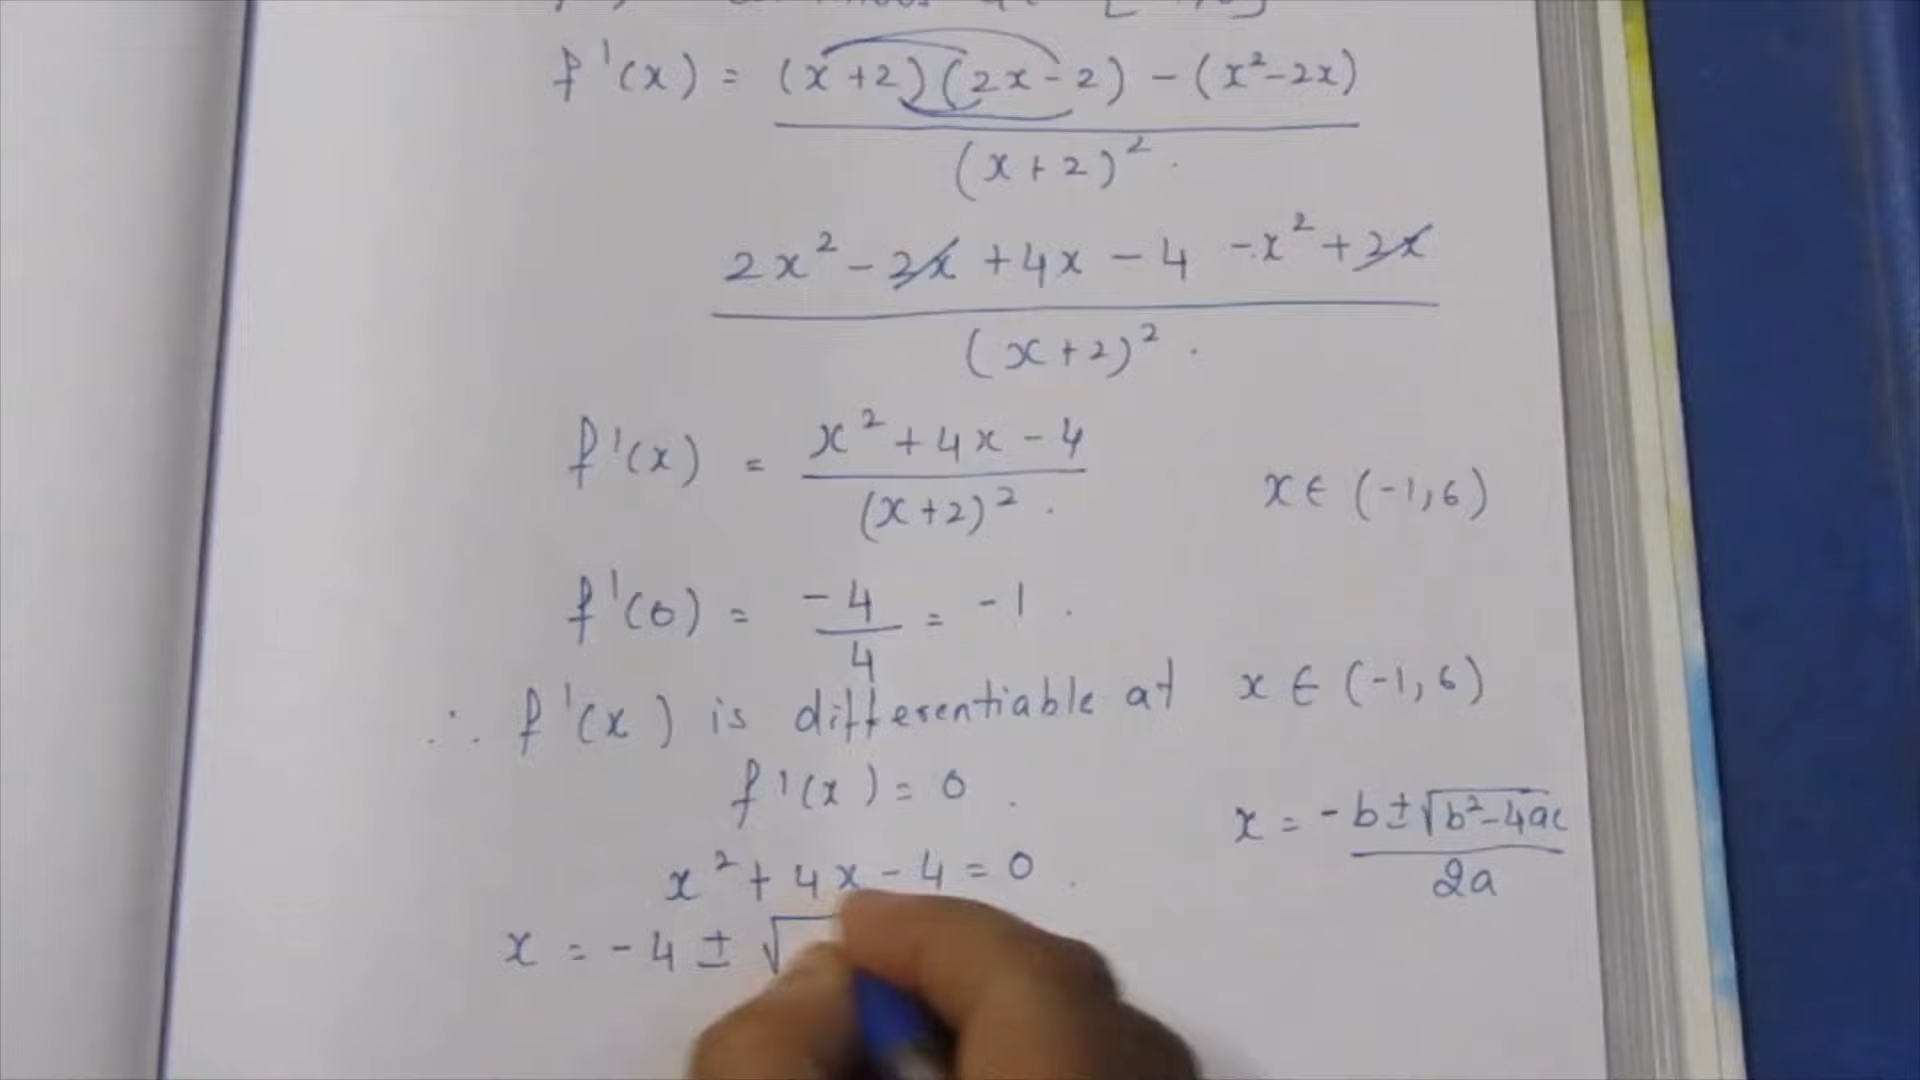 f'(x) = (x+2)(2x-2) - (x²-2x)
(x+2)².
2x² - 2x + 4x - 4 - x² + 2x
(x+2)².
f'(x) = x² + 4x - 4
(x+2)². x ∈ (-1,6)
f'(0) = -4 = -1.
4
∴ f'(x) is differentiable at x ∈ (-1,6)
f'(x) = 0.
x = -b ± √b²-4ac
2a
x² + 4x - 4 = 0.
x = -4 ± √